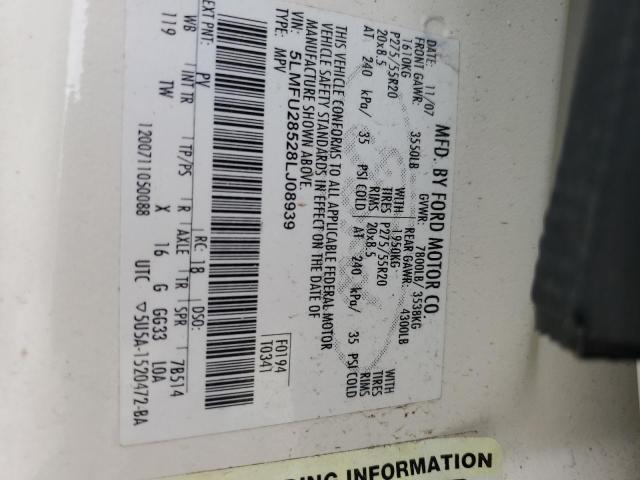 MFD. BY FORD MOTOR CO.
DATE: 11/07 GVWR: 7800LB/ 3538KG
FRONT GAWR: 3550LB REAR GAWR: 4300LB
1610KG WITH 1950KG WITH
P275/55R20 TIRES P275/55R20 TIRES
20x8.5 RIMS 20x8.5 RIMS
AT 240 kPa/ 35 PSI COLD AT 240 kPa/ 35 PSI COLD
THIS VEHICLE CONFORMS TO ALL APPLICABLE FEDERAL MOTOR
VEHICLE SAFETY STANDARDS IN EFFECT ON THE DATE OF
MANUFACTURE SHOWN ABOVE.
VIN: 5LMFU28528LJ08939 F0194
TYPE: MPV T0341
EXT PNT: PV RC: 18 DSO:
WB INT TR TP/PS R AXLE TR SPR
119 TW X 16 G GG33 7B514
LOA
1200711050088 UTC ▽5U5A-1520472-BA
ING INFORMATION